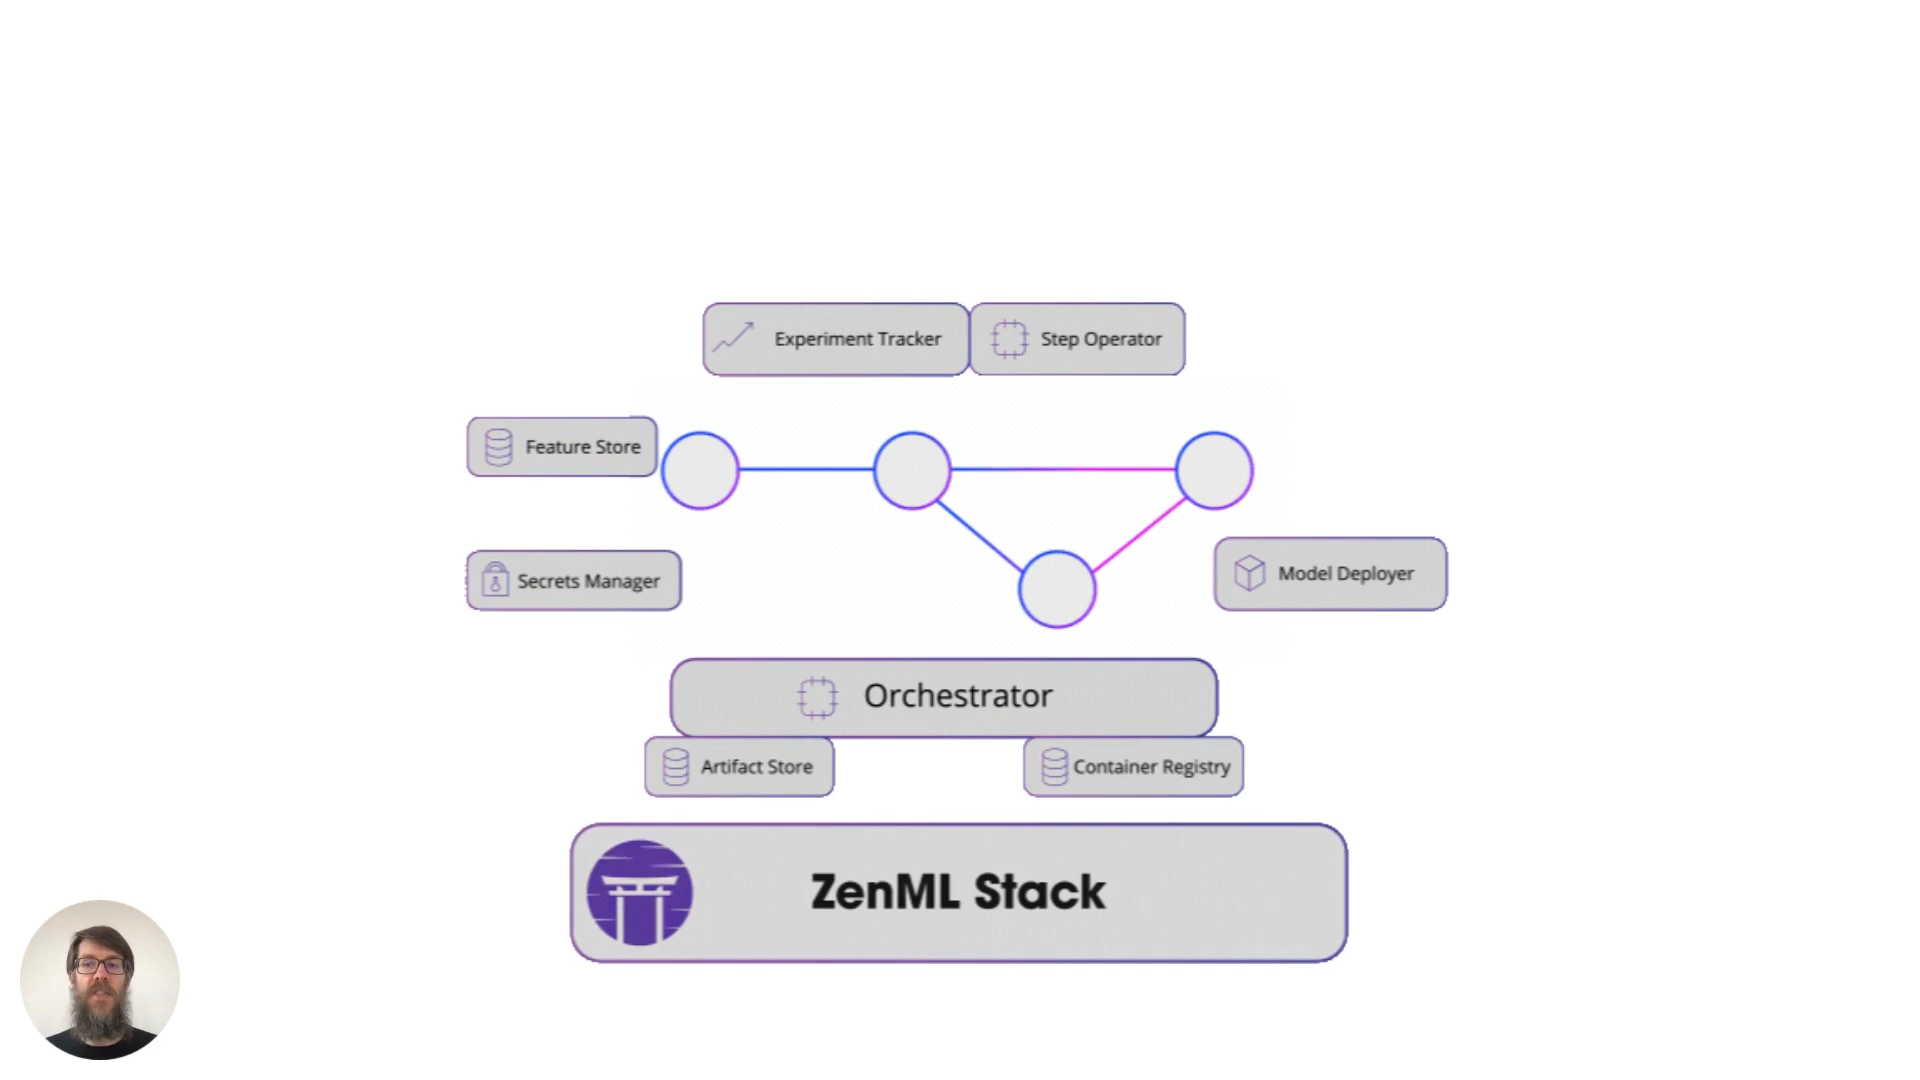 Experiment Tracker
Step Operator
Feature Store
Secrets Manager
Model Deployer
Orchestrator
Artifact Store
Container Registry
ZenML Stack